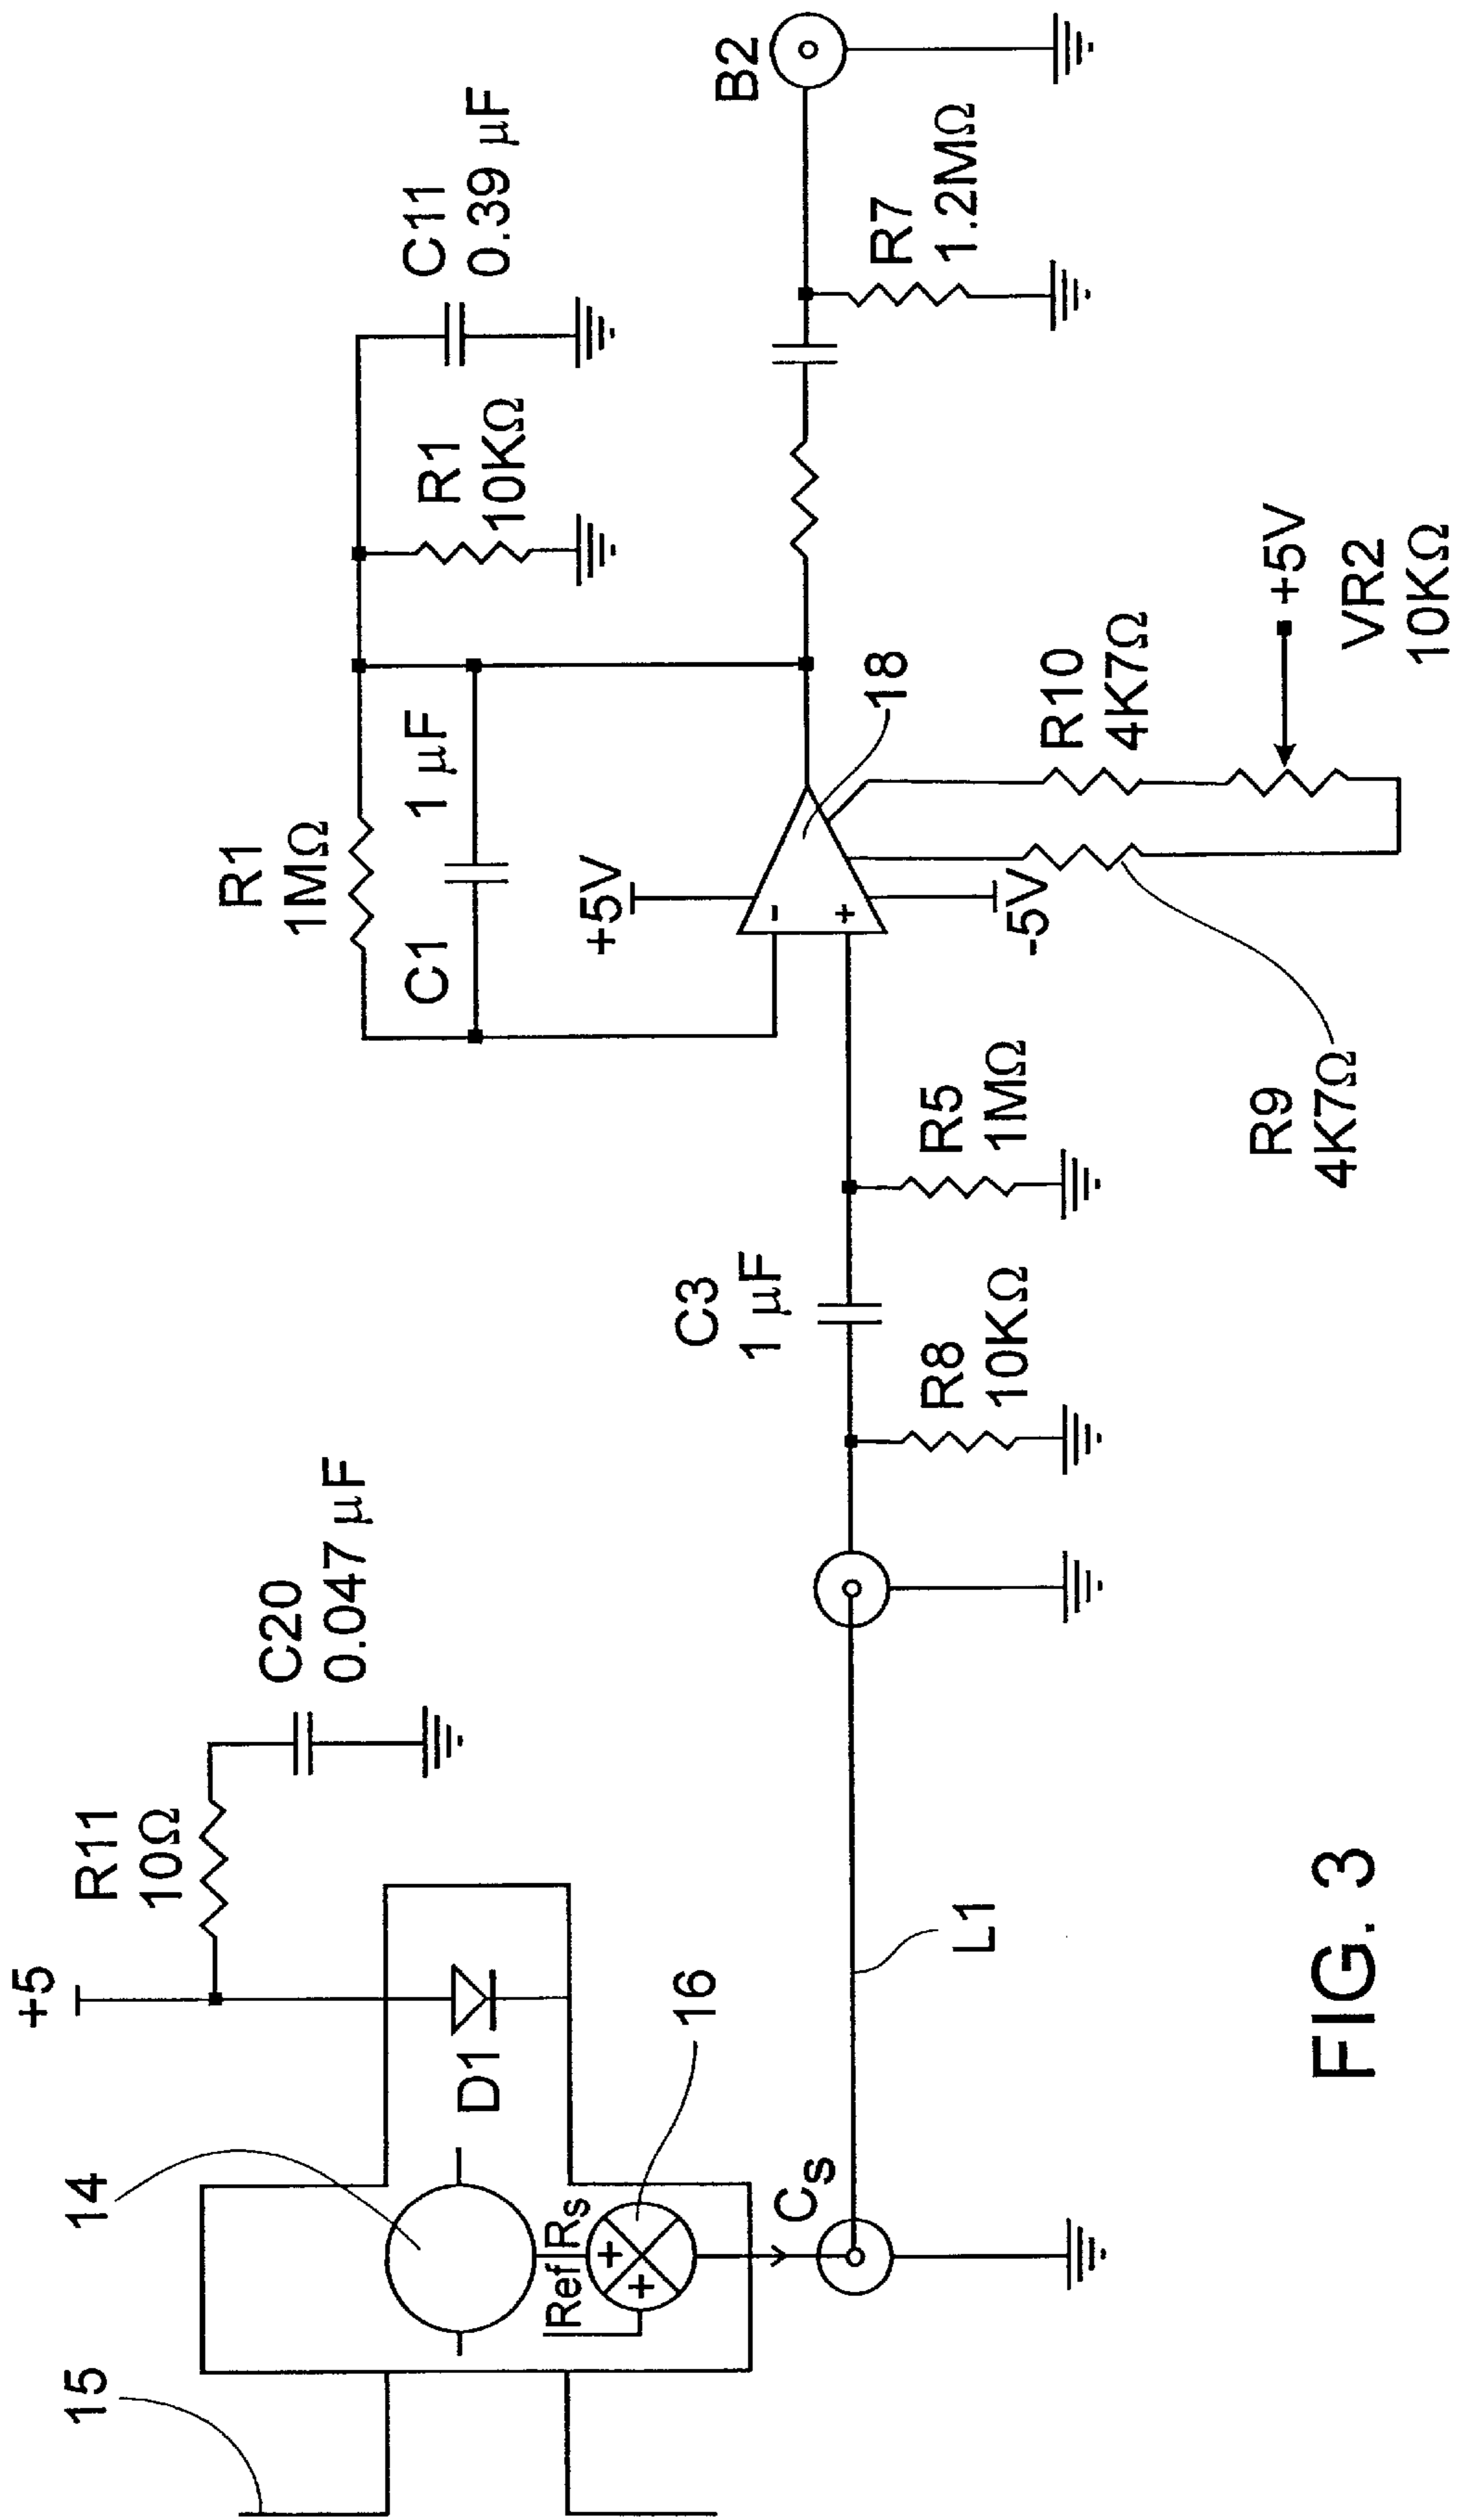 15
14
+5
R11
10Ω
C20
0.047 µF
D1
Ref
Rs
16
Cs
L1
R8
10KΩ
C3
1 µF
R5
1MΩ
R1
1MΩ
C1
1 µF
+5V
-
+
-5V
18
R9
4K7Ω
R10
4K7Ω
+5V
VR2
10KΩ
R1
10KΩ
C11
0.39 µF
R7
1.2MΩ
B2
+
+
FIG. 3